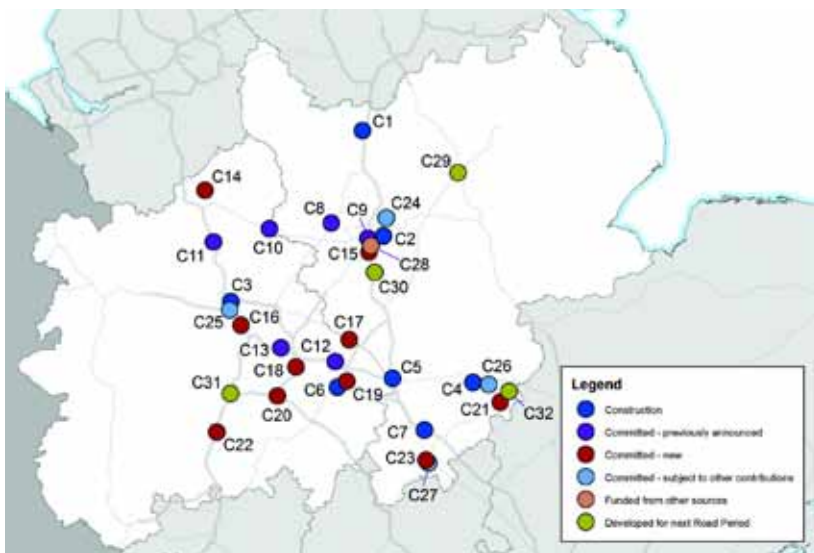 C1
C29
C14
C24
C8
C9
C2
C10
C11
C15
C28
C30
C3
C25
C16
C17
C13
C12
C18
C5
C26
C4
C6
C19
C31
C20
C21
C32
C7
C22
C23
C27
Legend
Construction
Committed - previously announced
Committed - new
Committed - subject to other contributions
Funded from other sources
Developed for next Road Period